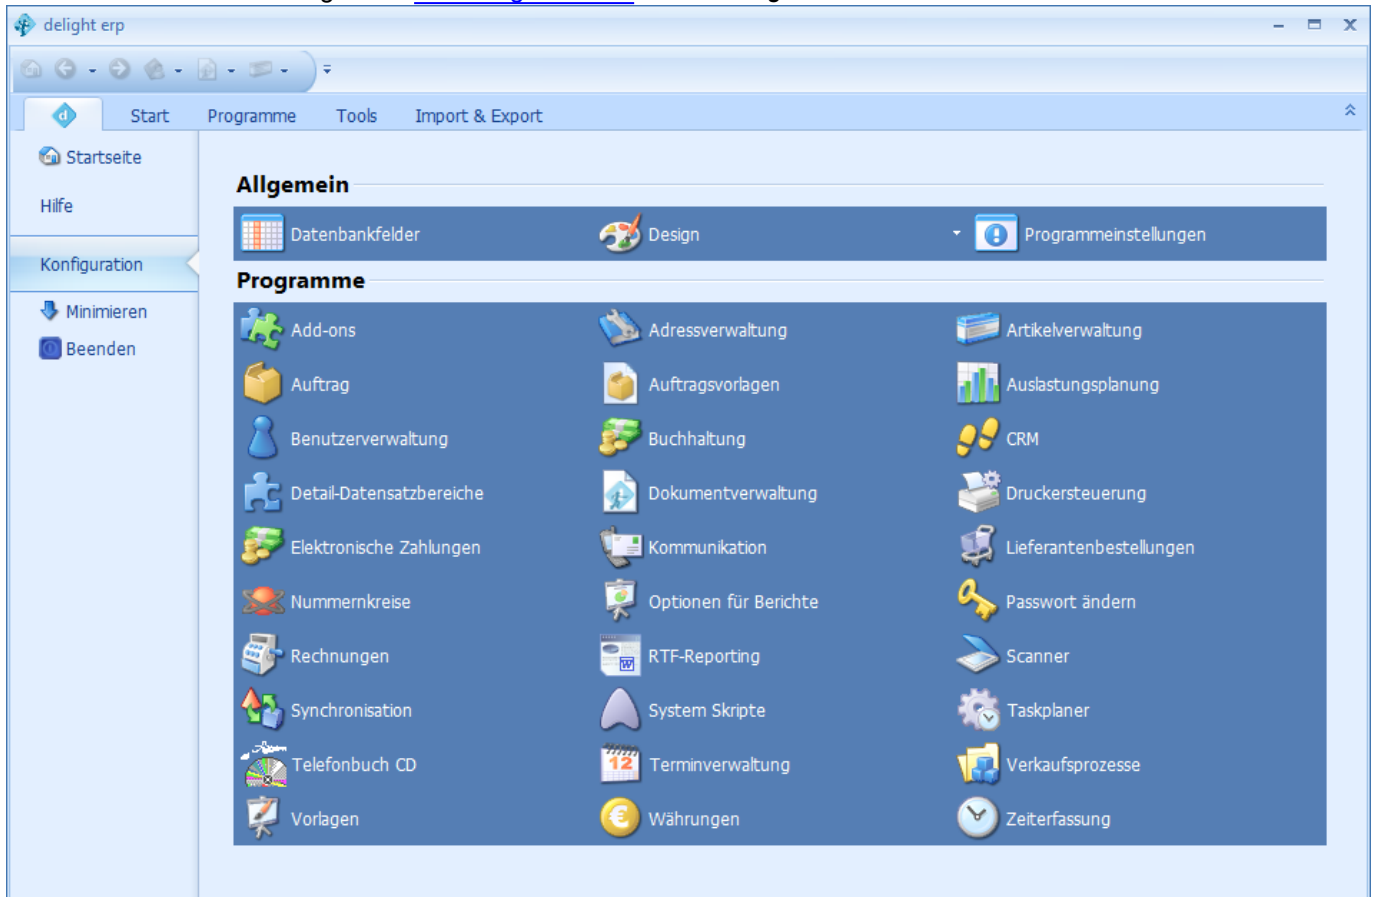 delight erp
Start Programme Tools Import & Export
Startseite
Hilfe
Konfiguration
Minimieren
Beenden
Allgemein
Datenbankfelder Design Programmeinstellungen
Programme
Add-ons Adressverwaltung Artikelverwaltung
Auftrag Auftragsvorlagen Auslastungsplanung
Benutzerverwaltung Buchhaltung CRM
Detail-Datensatzbereiche Dokumentverwaltung Druckersteuerung
Elektronische Zahlungen Kommunikation Lieferantenbestellungen
Nummernkreise Optionen für Berichte Passwort ändern
Rechnungen RTF-Reporting Scanner
Synchronisation System Skripte Taskplaner
Telefonbuch CD Terminverwaltung Verkaufsprozesse
Vorlagen Währungen Zeiterfassung